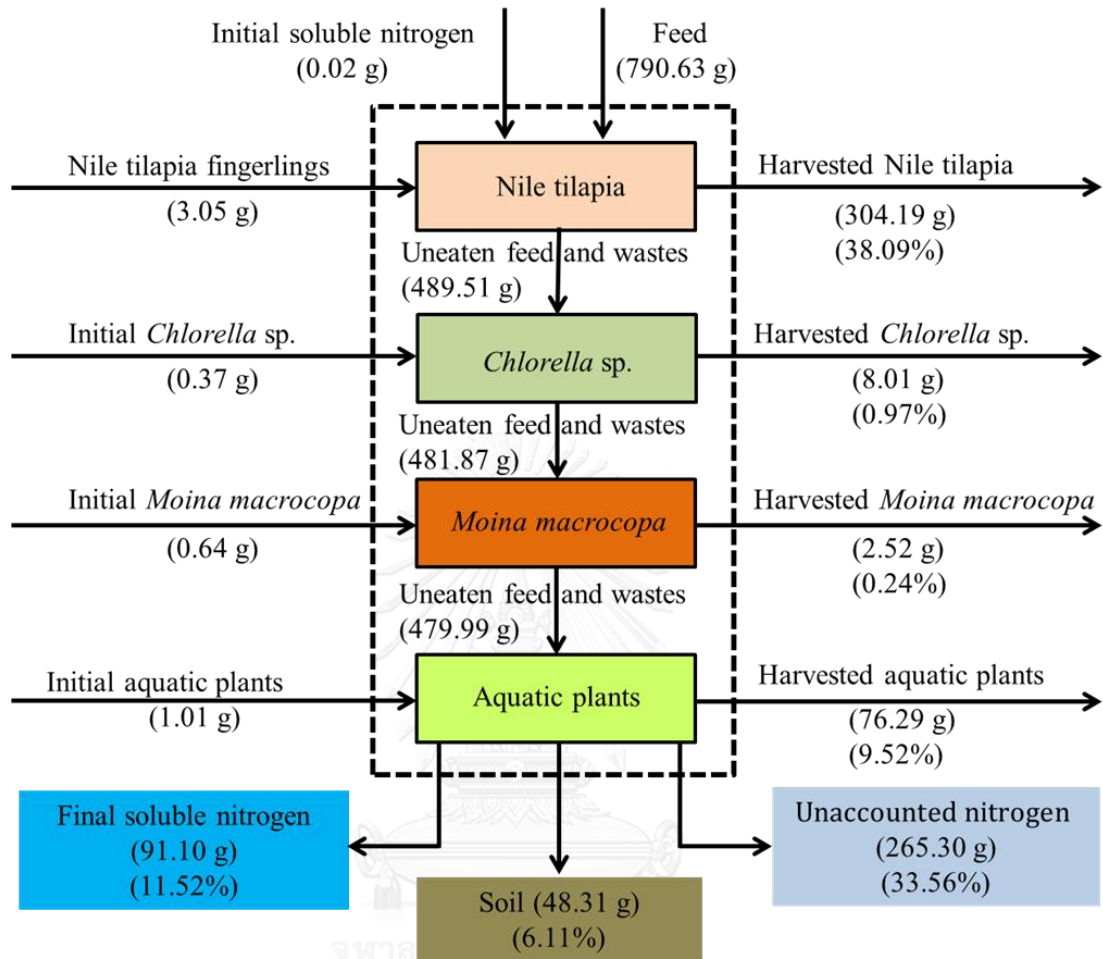 Initial soluble nitrogen
(0.02 g)
Feed
(790.63 g)
Nile tilapia fingerlings
(3.05 g)
Nile tilapia
Harvested Nile tilapia
(304.19 g)
(38.09%)
Uneaten feed and wastes
(489.51 g)
Initial Chlorella sp.
(0.37 g)
Chlorella sp.
Harvested Chlorella sp.
(8.01 g)
(0.97%)
Uneaten feed and wastes
(481.87 g)
Initial Moina macrocopa
(0.64 g)
Moina macrocopa
Harvested Moina macrocopa
(2.52 g)
(0.24%)
Uneaten feed and wastes
(479.99 g)
Initial aquatic plants
(1.01 g)
Aquatic plants
Harvested aquatic plants
(76.29 g)
(9.52%)
Final soluble nitrogen
(91.10 g)
(11.52%)
Soil (48.31 g)
(6.11%)
Unaccounted nitrogen
(265.30 g)
(33.56%)